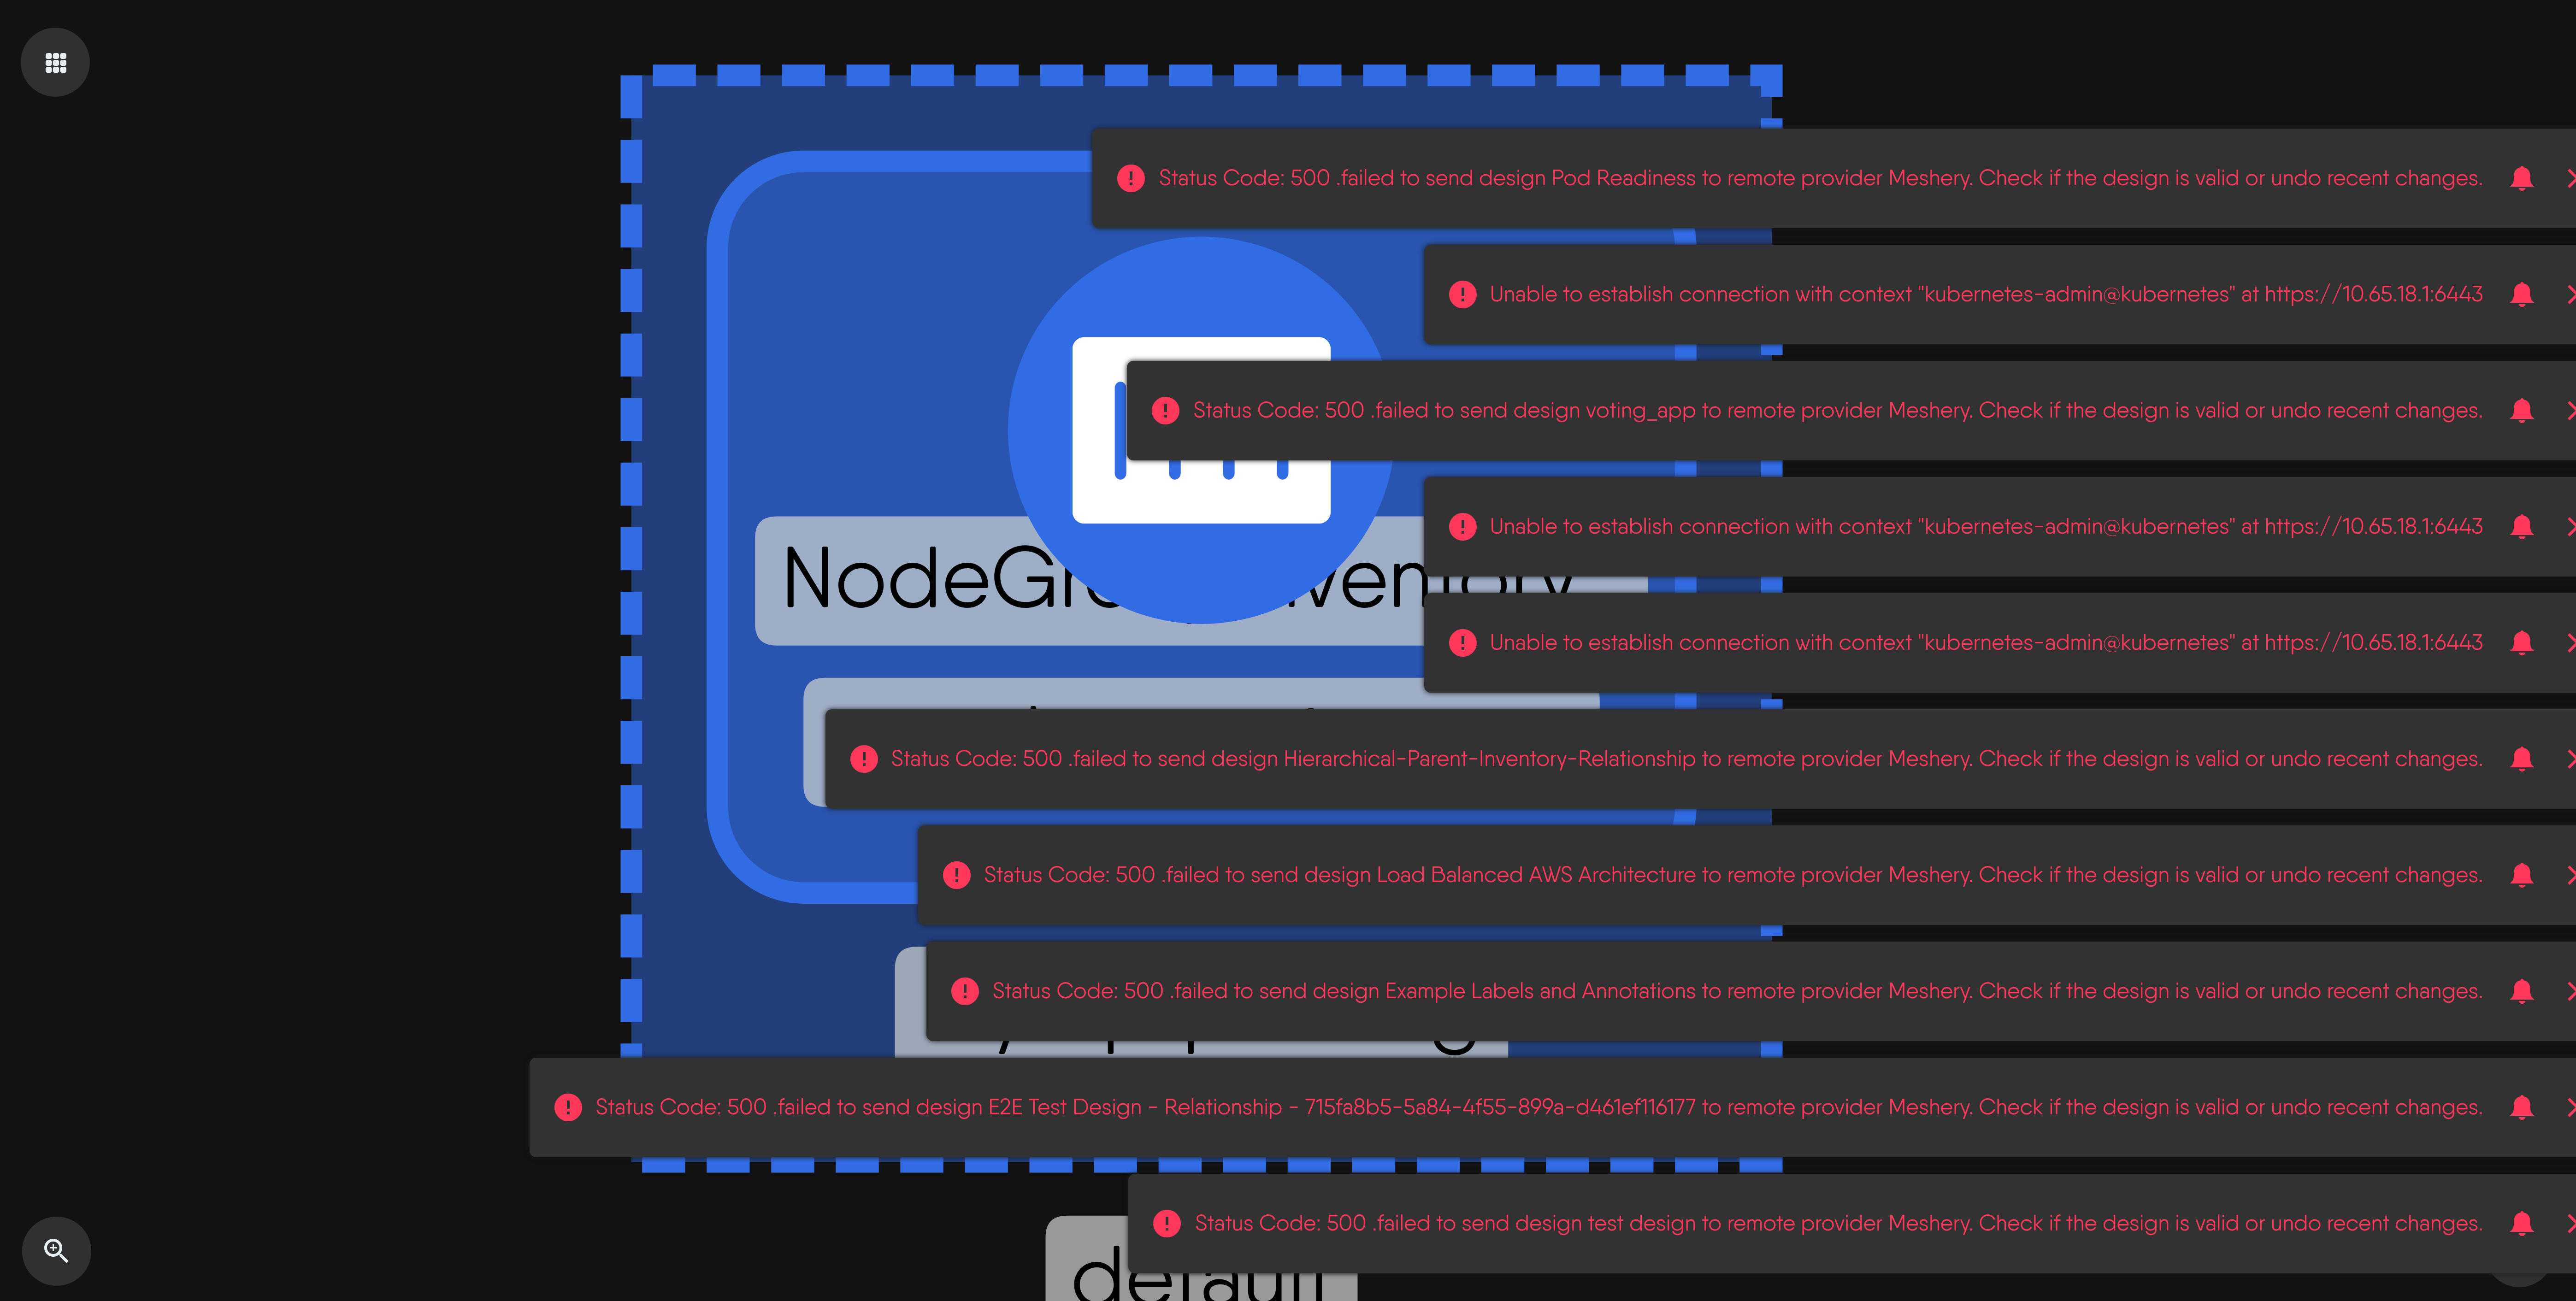 Status Code: 500 .failed to send design Pod Readiness to remote provider Meshery. Check if the design is valid or undo recent changes.
Unable to establish connection with context "kubernetes-admin@kubernetes" at https://10.65.18.1:6443
Status Code: 500 .failed to send design voting_app to remote provider Meshery. Check if the design is valid or undo recent changes.
Unable to establish connection with context "kubernetes-admin@kubernetes" at https://10.65.18.1:6443
Unable to establish connection with context "kubernetes-admin@kubernetes" at https://10.65.18.1:6443
Status Code: 500 .failed to send design Hierarchical-Parent-Inventory-Relationship to remote provider Meshery. Check if the design is valid or undo recent changes.
Status Code: 500 .failed to send design Load Balanced AWS Architecture to remote provider Meshery. Check if the design is valid or undo recent changes.
Status Code: 500 .failed to send design Example Labels and Annotations to remote provider Meshery. Check if the design is valid or undo recent changes.
Status Code: 500 .failed to send design E2E Test Design - Relationship - 715fa8b5-5a84-4f55-899a-d461ef116177 to remote provider Meshery. Check if the design is valid or undo recent changes.
Status Code: 500 .failed to send design test design to remote provider Meshery. Check if the design is valid or undo recent changes.
default